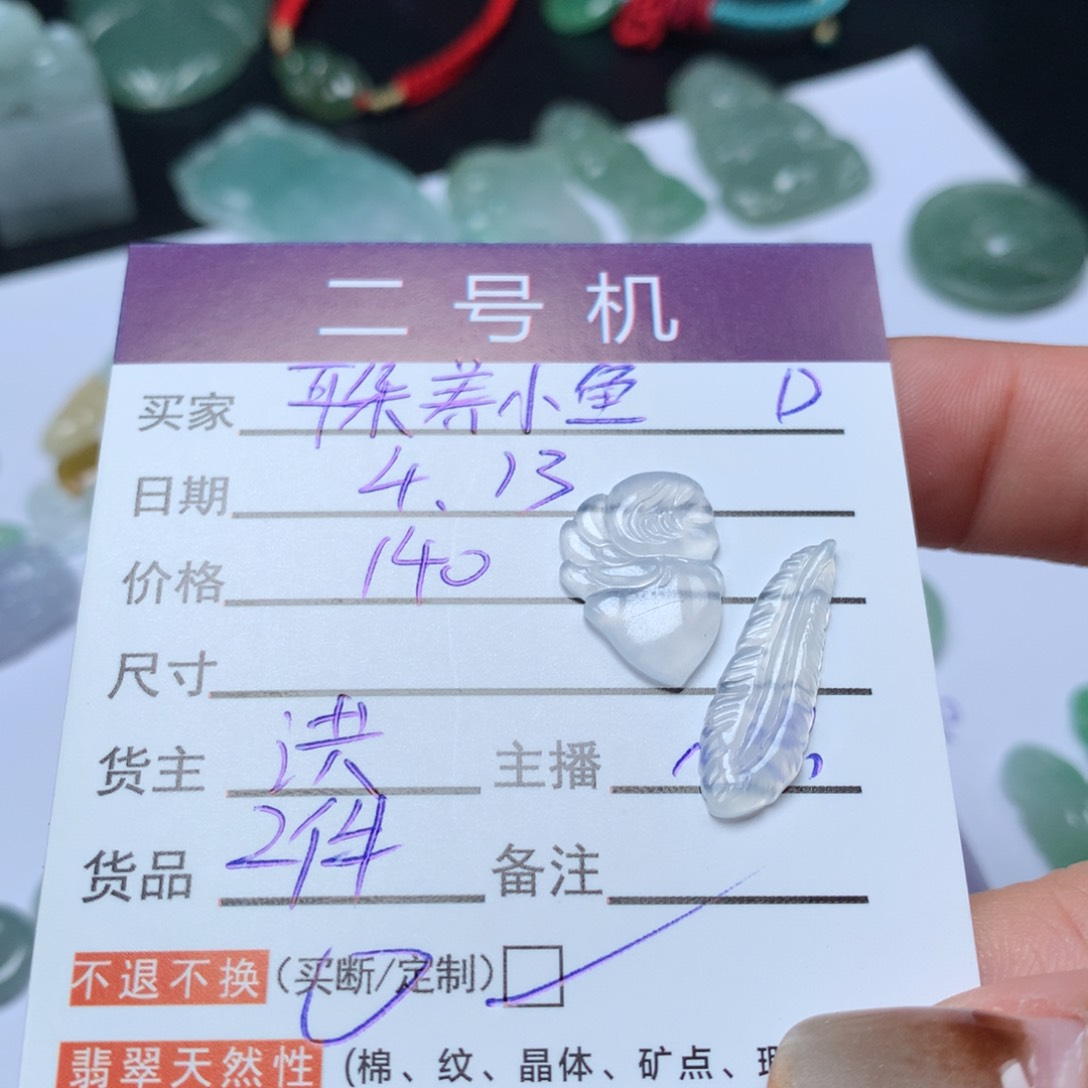 二号机
买家 耳朵养小鱼 D
日期 4.13
价格 140
尺寸
货主 洪 主播
货品 2件 备注
不退不换(买断/定制)
翡翠天然性 (棉、纹、晶体、矿点、